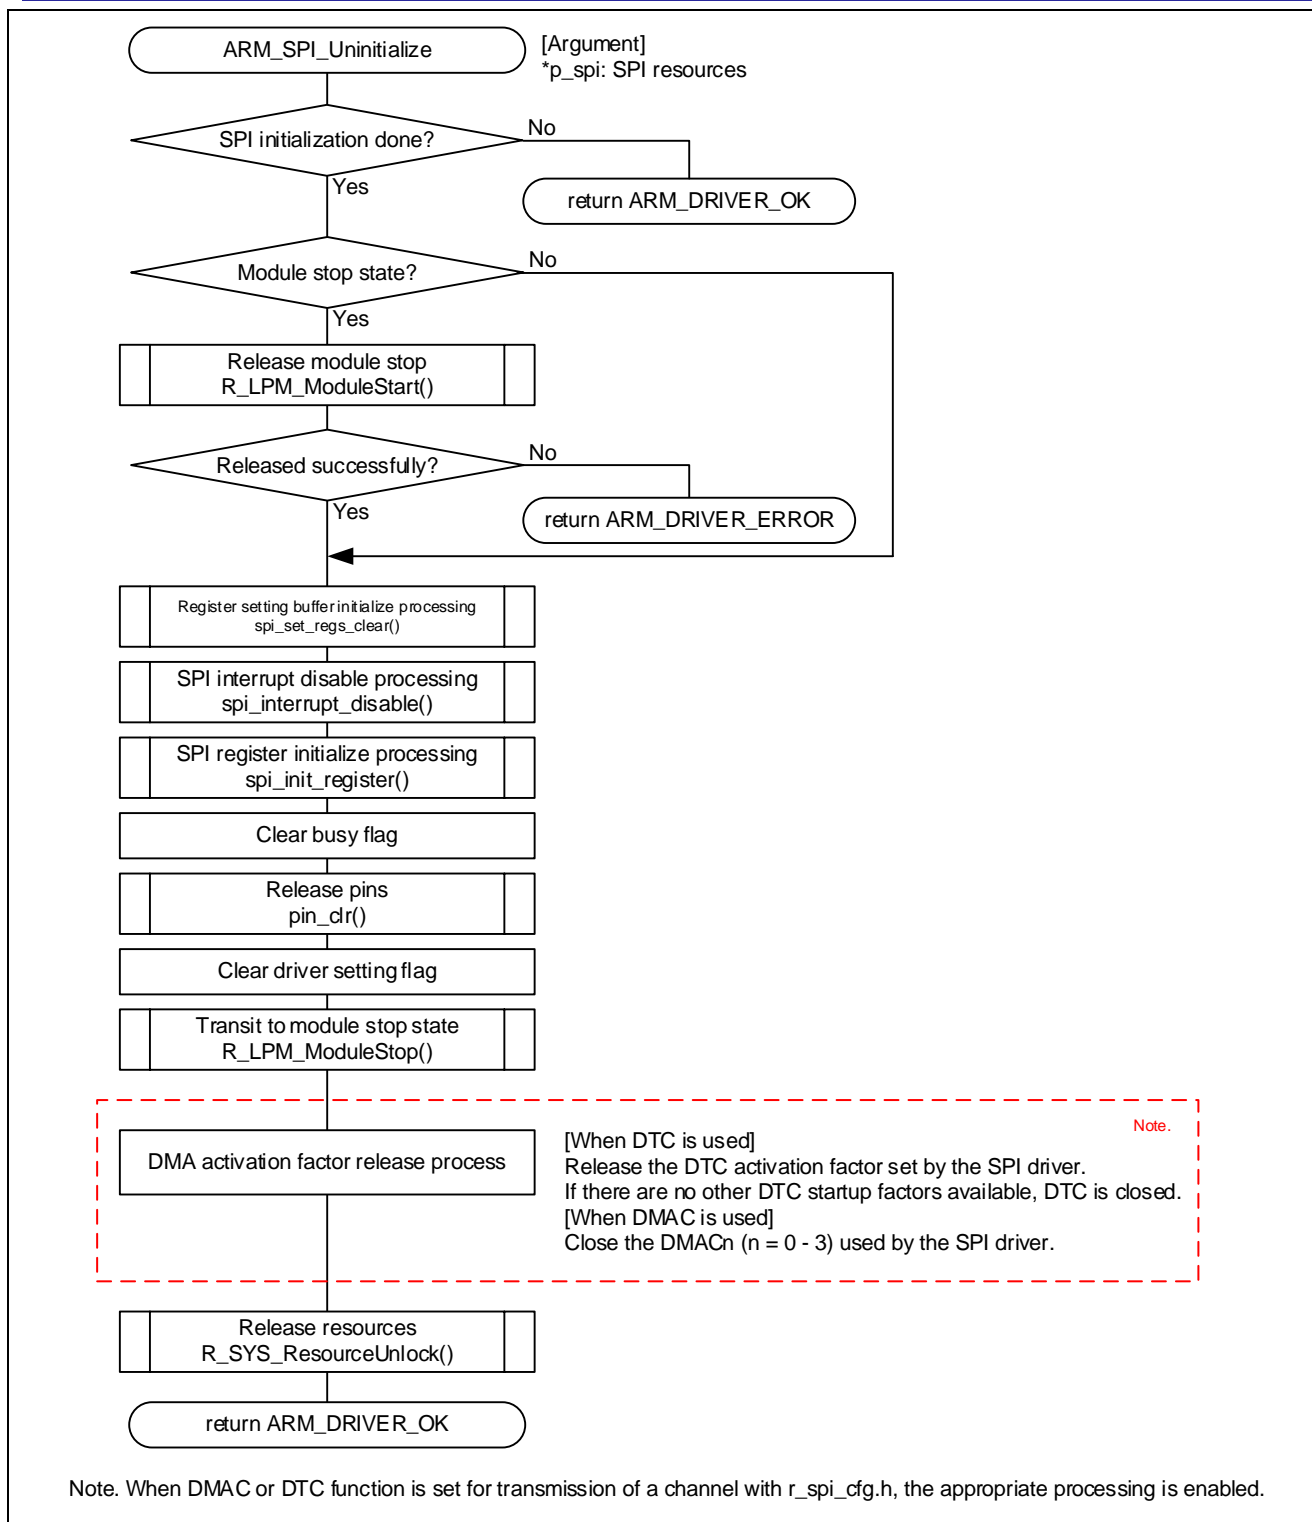 ARM_SPI_Uninitialize
[Argument]
*p_spi: SPI resources
SPI initialization done?
No
Yes
return ARM_DRIVER_OK
Module stop state?
No
Yes
Release module stop
R_LPM_ModuleStart()
Released successfully?
No
Yes
return ARM_DRIVER_ERROR
Register setting buffer initialize processing
spi_set_regs_clear()
SPI interrupt disable processing
spi_interrupt_disable()
SPI register initialize processing
spi_init_register()
Clear busy flag
Release pins
pin_clr()
Clear driver setting flag
Transit to module stop state
R_LPM_ModuleStop()
Note.
DMA activation factor release process
[When DTC is used]
Release the DTC activation factor set by the SPI driver.
If there are no other DTC startup factors available, DTC is closed.
[When DMAC is used]
Close the DMACn (n = 0 - 3) used by the SPI driver.
Release resources
R_SYS_ResourceUnlock()
return ARM_DRIVER_OK
Note. When DMAC or DTC function is set for transmission of a channel with r_spi_cfg.h, the appropriate processing is enabled.